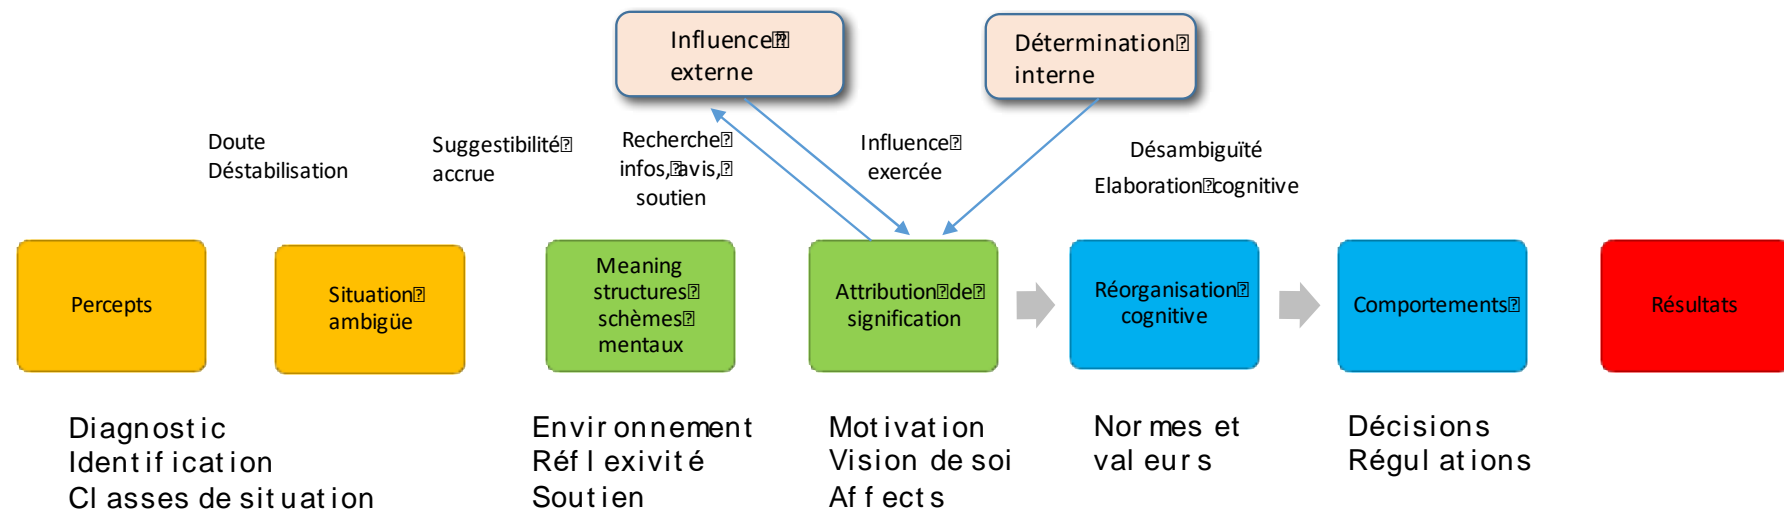 Influence
externe
Détermination
interne
Doute
Déstabilisation
Suggestibilité
accrue
Recherche
infos, avis,
soutien
Influence
exercée
Désambiguïté
Elaboration cognitive
Percepts
Situation
ambigüe
Meaning
structures
schèmes
mentaux
Attribution de
signification
Réorganisation
cognitive
Comportements
Résultats
Diagnostic
Identification
Classes de situation
Environnement
Réflexivité
Soutien
Motivation
Vision de soi
Affects
Normes et
valeurs
Décisions
Régulations